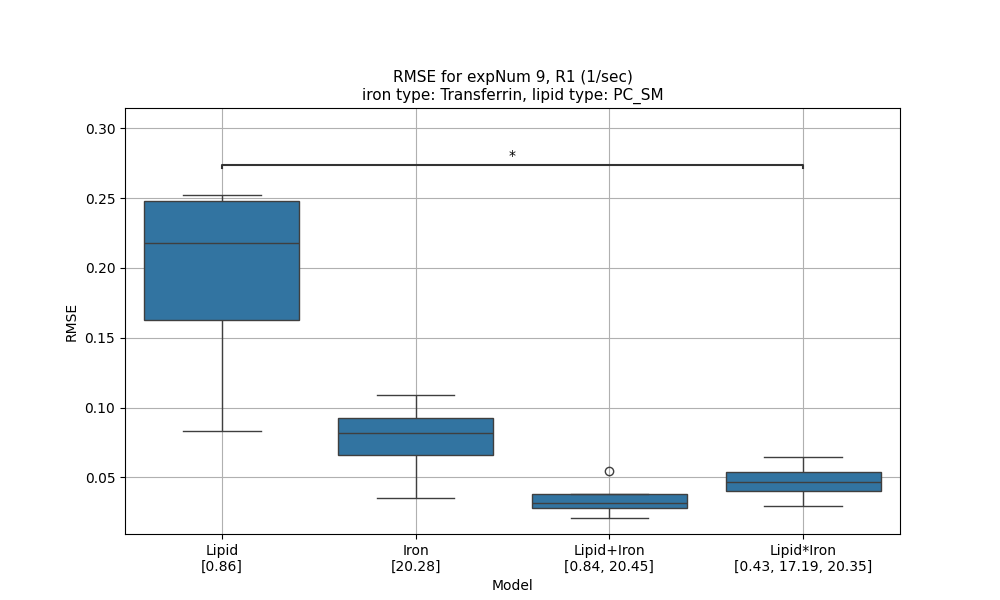 RMSE for expNum 9, R1 (1/sec)
iron type: Transferrin, lipid type: PC_SM
*
0.30
0.25
0.20
0.15
0.10
0.05
RMSE
Lipid
[0.86]
Iron
[20.28]
Lipid+Iron
[0.84, 20.45]
Lipid*Iron
[0.43, 17.19, 20.35]
Model